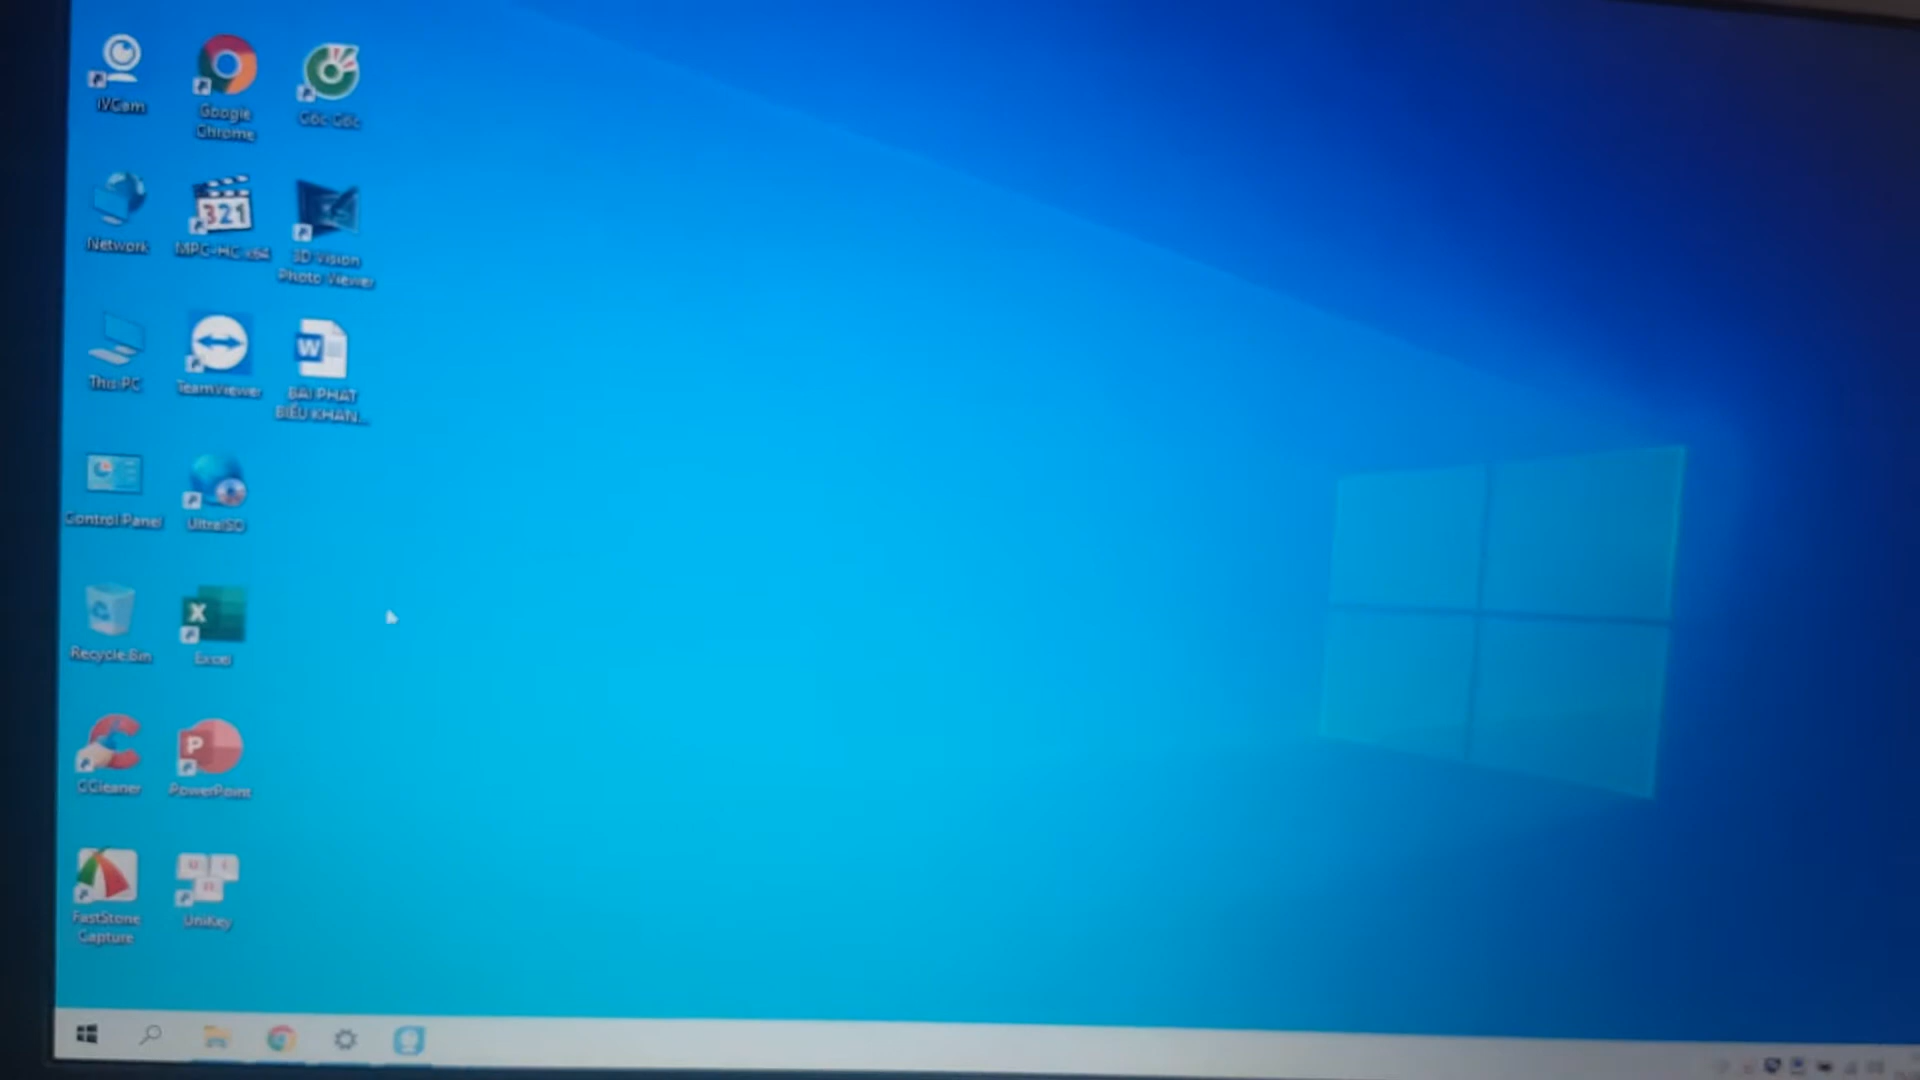 iVCam
Google
Chrome
Cốc Cốc
Network
321
MPC-HC x64
3D Vision
Photo Viewer
This PC
TeamViewer
W
BÀI PHÁT
BIỂU KHAN...
Control Panel
UltraISO
Recycle Bin
X
Excel
CCleaner
P
PowerPoint
FastStone
Capture
UniKey